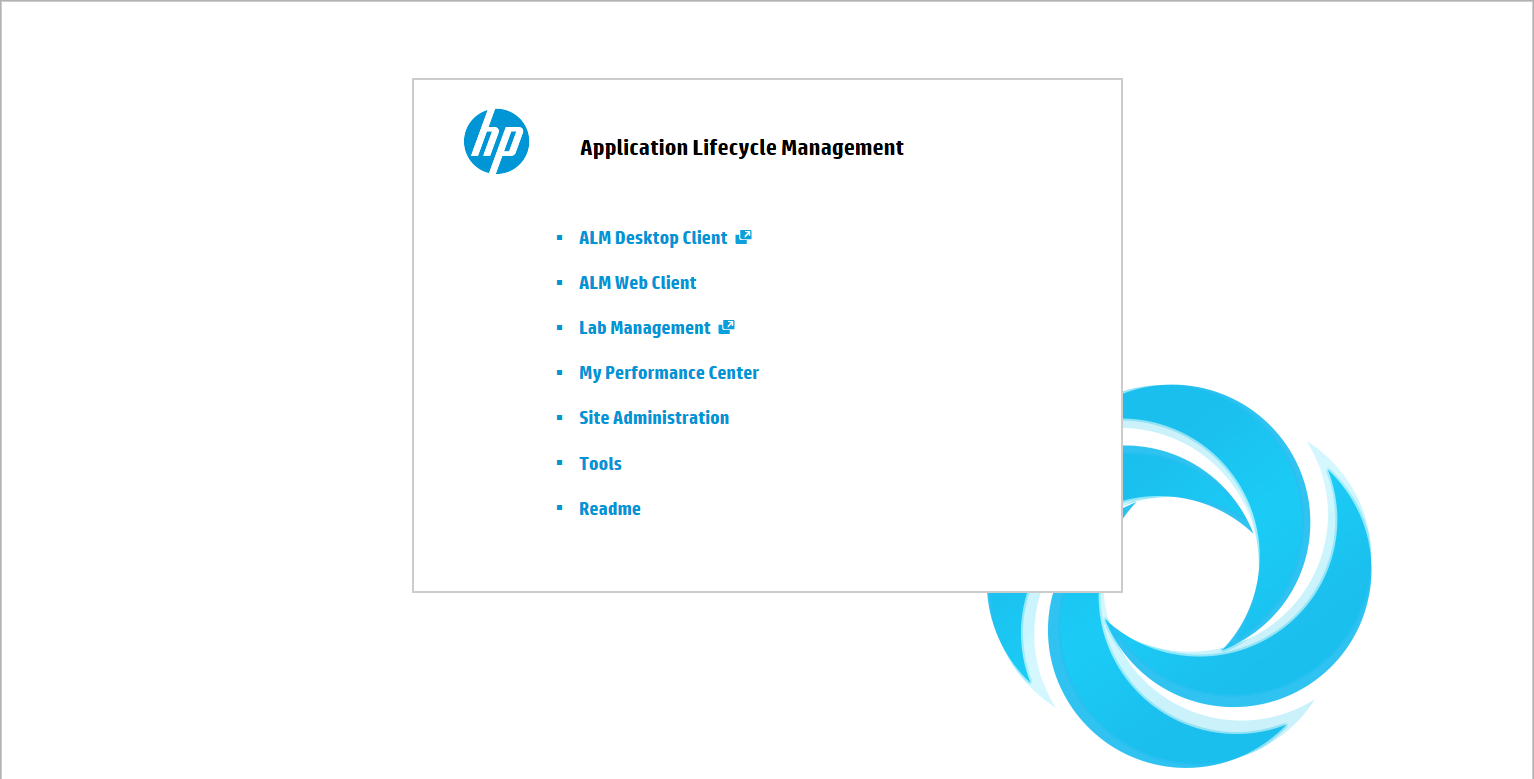 hp
Application Lifecycle Management
ALM Desktop Client
ALM Web Client
Lab Management
My Performance Center
Site Administration
Tools
Readme